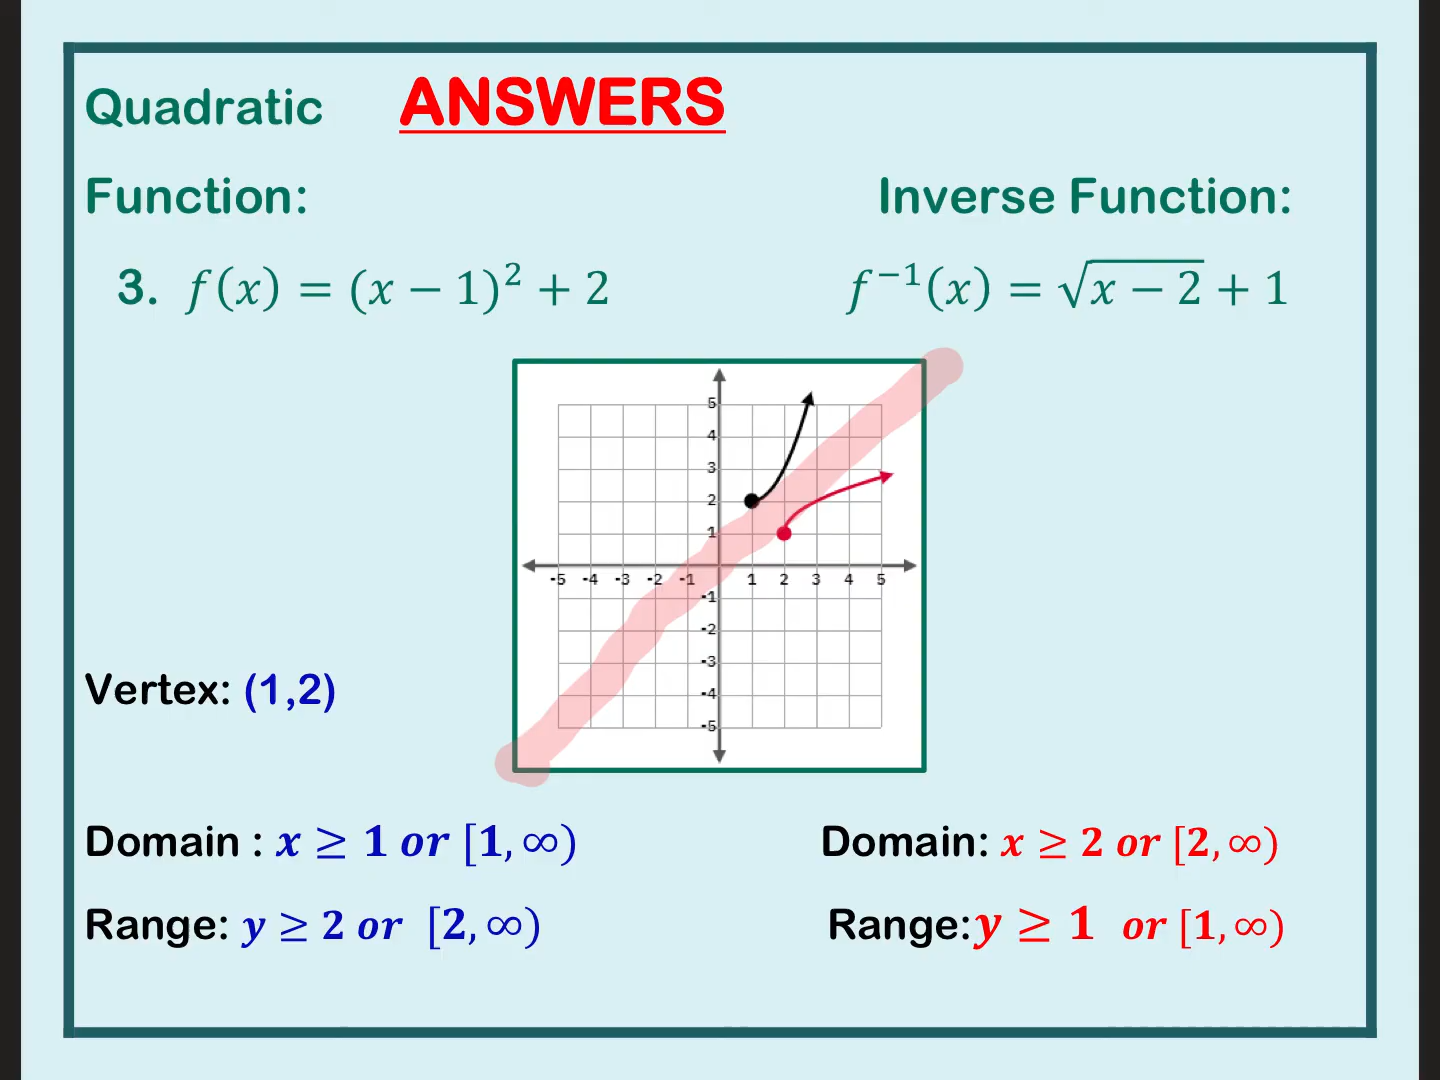 Quadratic ANSWERS
Function: Inverse Function:
3. f(x) = (x − 1)² + 2 f⁻¹(x) = √(x − 2) + 1
5
4
3
2
1
-5 -4 -3 -2 -1 1 2 3 4 5
-1
-2
-3
-4
-5
Vertex: (1,2)
Domain : x ≥ 1 or [1, ∞) Domain: x ≥ 2 or [2, ∞)
Range: y ≥ 2 or [2, ∞) Range: y ≥ 1 or [1, ∞)